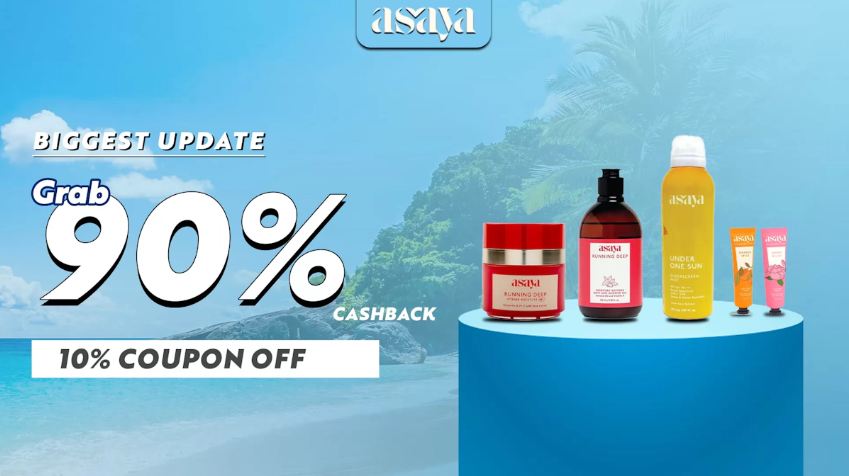 asaya
BIGGEST UPDATE
Grab
90%
CASHBACK
10% COUPON OFF
asaya
RUNNING DEEP
asaya
RUNNING DEEP
asaya
UNDER
ONE SUN
asaya
asaya